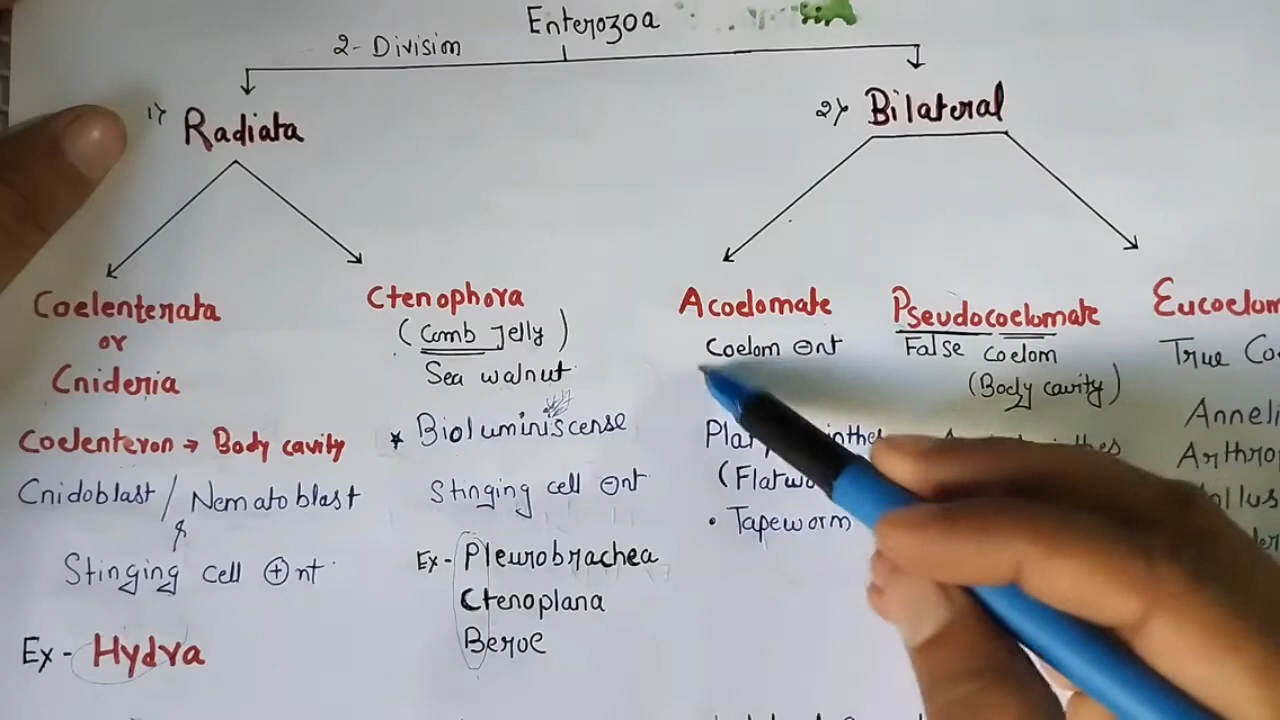 Enterozoa
2- Division
1) Radiata
2) Bilateral
Coelenterata
or
Cnideria
Coelenteron → Body cavity
Cnidoblast / Nematoblast
Stinging cell ⊕nt
Ex - Hydra
Ctenophora
(Comb Jelly)
Sea walnut
* Bioluminiscense
Stinging cell ⊖nt
Ex - Pleurobrachea
Ctenoplana
Beroe
Acoelomate
Coelom ⊖nt
(Flatwo
• Tapeworm
Pseudocoelomate
False coelom
(Body cavity)
Eucoelom
True Co
Anneli
Arthro